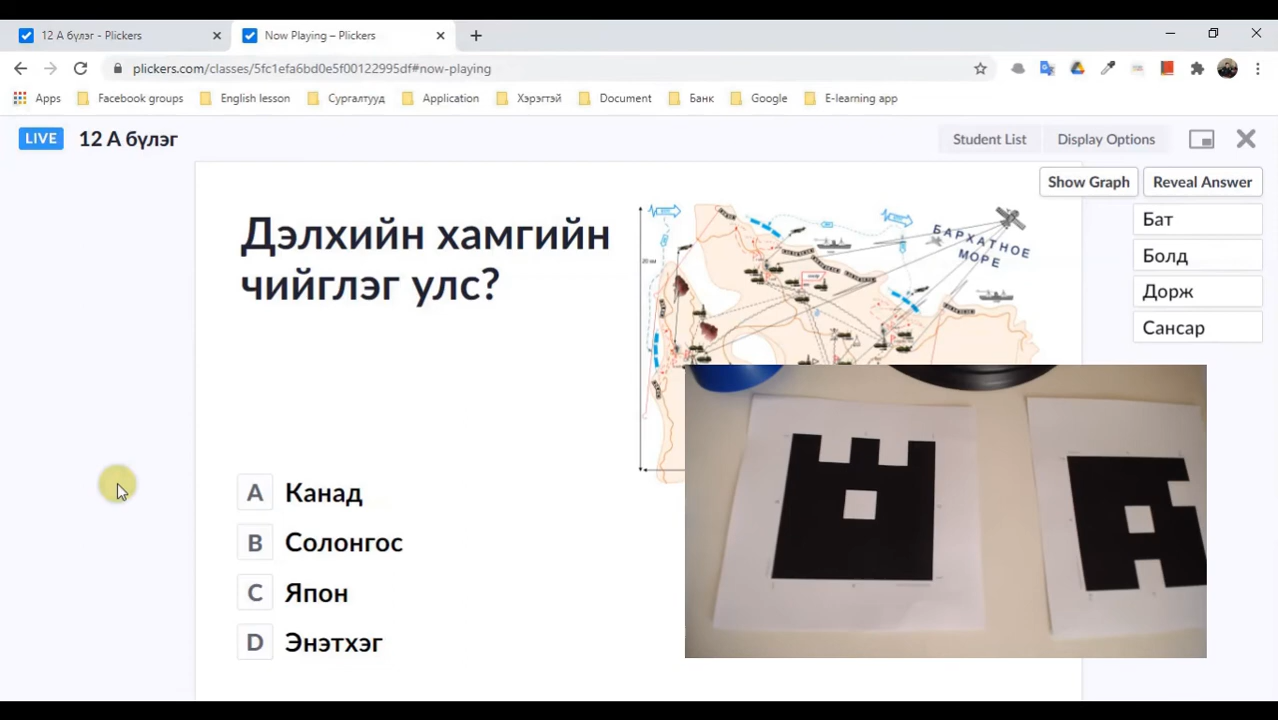 12 А бүлэг - Plickers
Now Playing – Plickers
plickers.com/classes/5fc1efa6bd0e5f00122995df#now-playing
Apps Facebook groups English lesson Сургалтууд Application Хэрэгтэй Document Банк Google E-learning app
LIVE 12 А бүлэг Student List Display Options
Show Graph Reveal Answer
Дэлхийн хамгийн
чийглэг улс?
БАРХАТНОЕ
МОРЕ
20 км
Бат
Болд
Дорж
Сансар
A Канад
B Солонгос
C Япон
D Энэтхэг